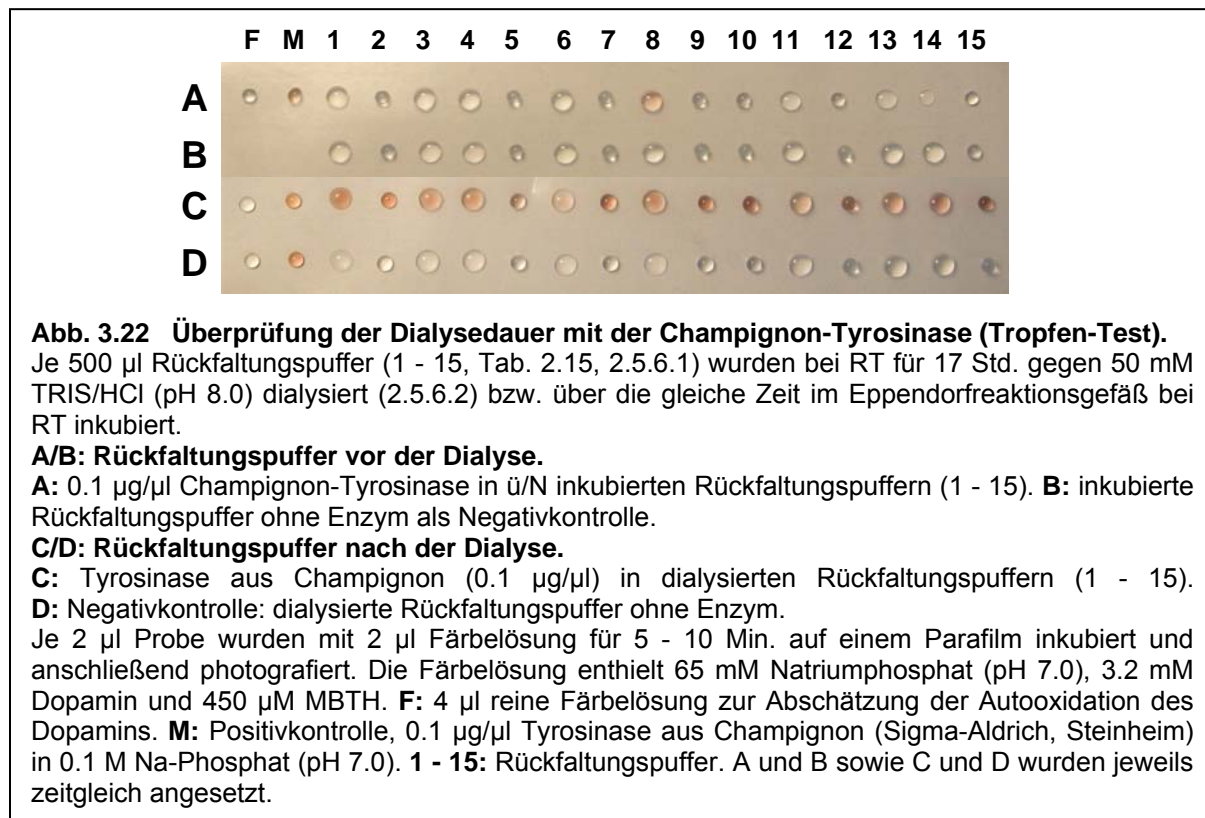 F M 1 2 3 4 5 6 7 8 9 10 11 12 13 14 15
A
B
C
D
Abb. 3.22 Überprüfung der Dialysedauer mit der Champignon-Tyrosinase (Tropfen-Test).
Je 500 µl Rückfaltungspuffer (1 - 15, Tab. 2.15, 2.5.6.1) wurden bei RT für 17 Std. gegen 50 mM
TRIS/HCl (pH 8.0) dialysiert (2.5.6.2) bzw. über die gleiche Zeit im Eppendorfreaktionsgefäß bei
RT inkubiert.
A/B: Rückfaltungspuffer vor der Dialyse.
A: 0.1 µg/µl Champignon-Tyrosinase in ü/N inkubierten Rückfaltungspuffern (1 - 15). B: inkubierte
Rückfaltungspuffer ohne Enzym als Negativkontrolle.
C/D: Rückfaltungspuffer nach der Dialyse.
C: Tyrosinase aus Champignon (0.1 µg/µl) in dialysierten Rückfaltungspuffern (1 - 15).
D: Negativkontrolle: dialysierte Rückfaltungspuffer ohne Enzym.
Je 2 µl Probe wurden mit 2 µl Färbelösung für 5 - 10 Min. auf einem Parafilm inkubiert und
anschließend photografiert. Die Färbelösung enthielt 65 mM Natriumphosphat (pH 7.0), 3.2 mM
Dopamin und 450 µM MBTH. F: 4 µl reine Färbelösung zur Abschätzung der Autooxidation des
Dopamins. M: Positivkontrolle, 0.1 µg/µl Tyrosinase aus Champignon (Sigma-Aldrich, Steinheim)
in 0.1 M Na-Phosphat (pH 7.0). 1 - 15: Rückfaltungspuffer. A und B sowie C und D wurden jeweils
zeitgleich angesetzt.